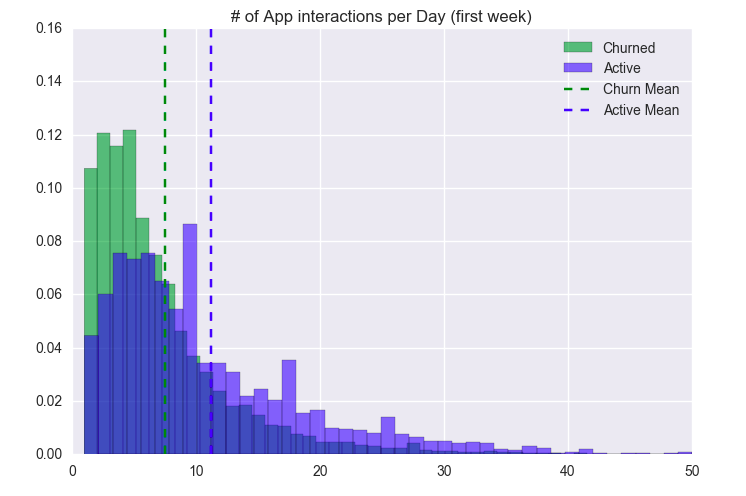 # of App interactions per Day (first week)
Churned
Active
Churn Mean
Active Mean
0.16
0.14
0.12
0.10
0.08
0.06
0.04
0.02
0.00
0 10 20 30 40 50